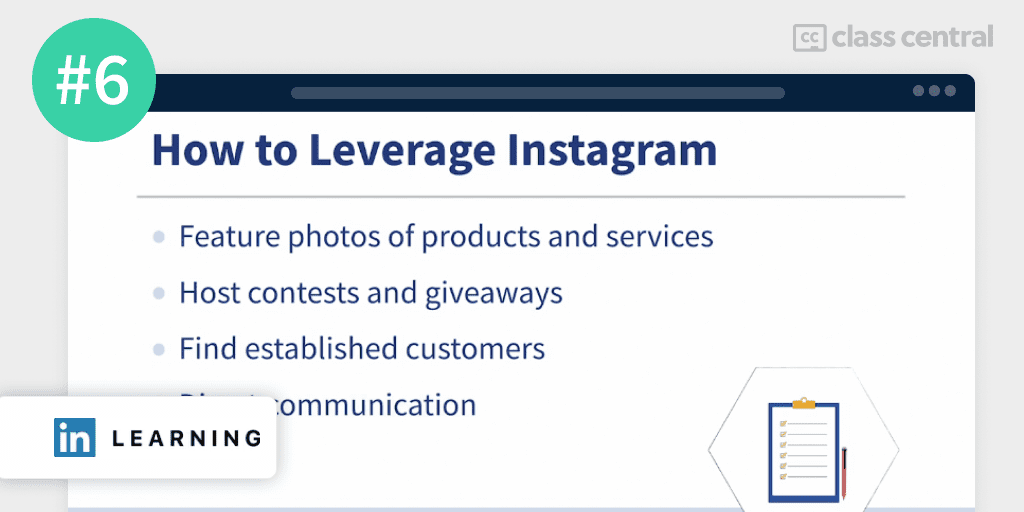 #6
cc class central
How to Leverage Instagram
Feature photos of products and services
Host contests and giveaways
Find established customers
communication
in LEARNING